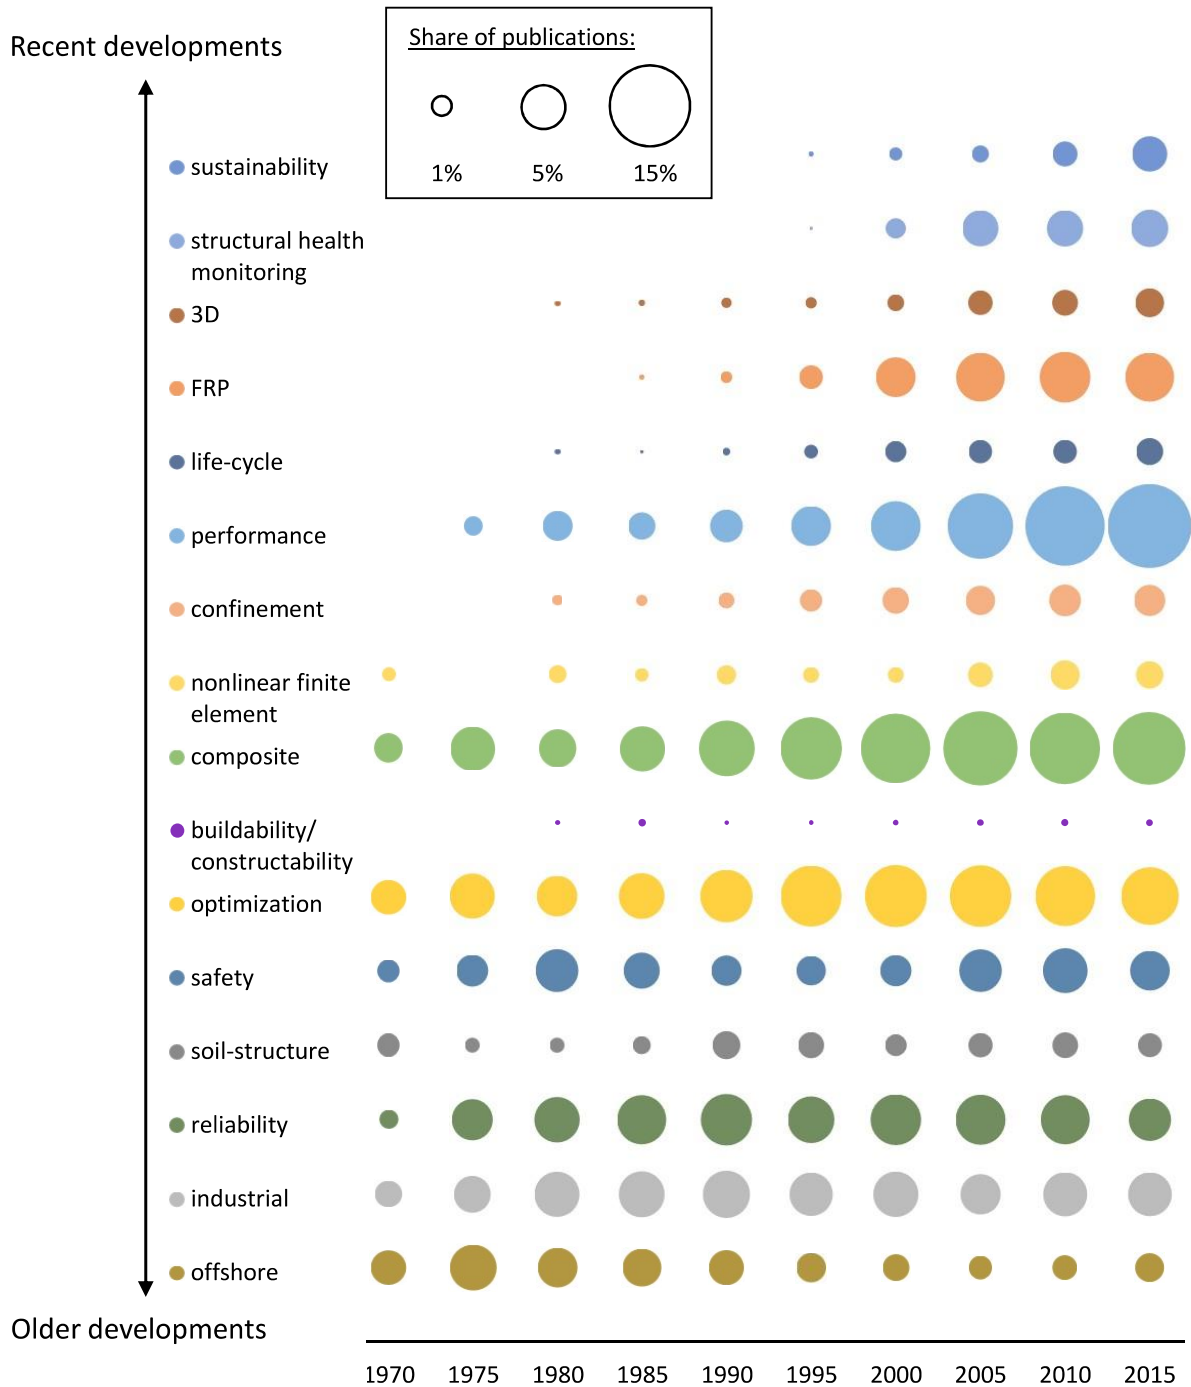 Recent developments
Share of publications:
1% 5% 15%
sustainability
structural health
monitoring
3D
FRP
life-cycle
performance
confinement
nonlinear finite
element
composite
buildability/
constructability
optimization
safety
soil-structure
reliability
industrial
offshore
Older developments
1970 1975 1980 1985 1990 1995 2000 2005 2010 2015